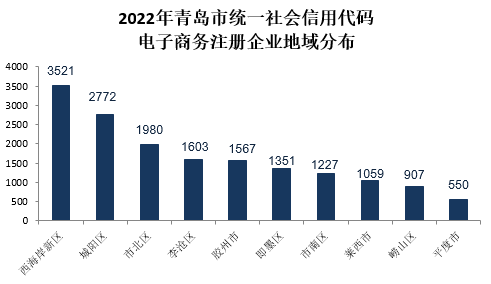 2022年青岛市统一社会信用代码
电子商务注册企业地域分布
4000
3500
3000
2500
2000
1500
1000
500
0
3521
2772
1980
1603
1567
1351
1227
1059
907
550
西海岸新区
城阳区
市北区
李沧区
胶州市
即墨区
市南区
莱西市
崂山区
平度市